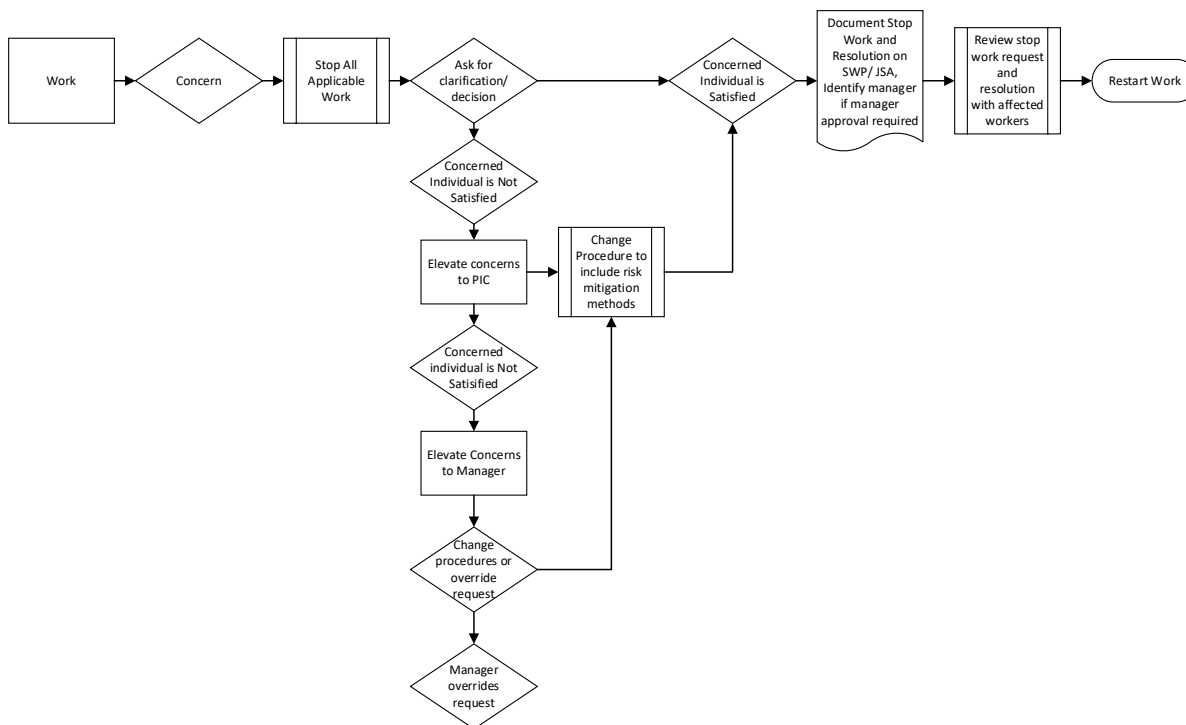 Work
Concern
Stop All
Applicable
Work
Ask for
clarification/
decision
Concerned
Individual is
Satisfied
Document Stop
Work and
Resolution on
SWP/ JSA,
Identify manager
if manager
approval required
Review stop
work request
and
resolution
with affected
workers
Restart Work
Concerned
Individual is Not
Satisfied
Elevate concerns
to PIC
Change
Procedure to
include risk
mitigation
methods
Concerned
individual is Not
Satisified
Elevate Concerns
to Manager
Change
procedures or
override
request
Manager
overrides
request